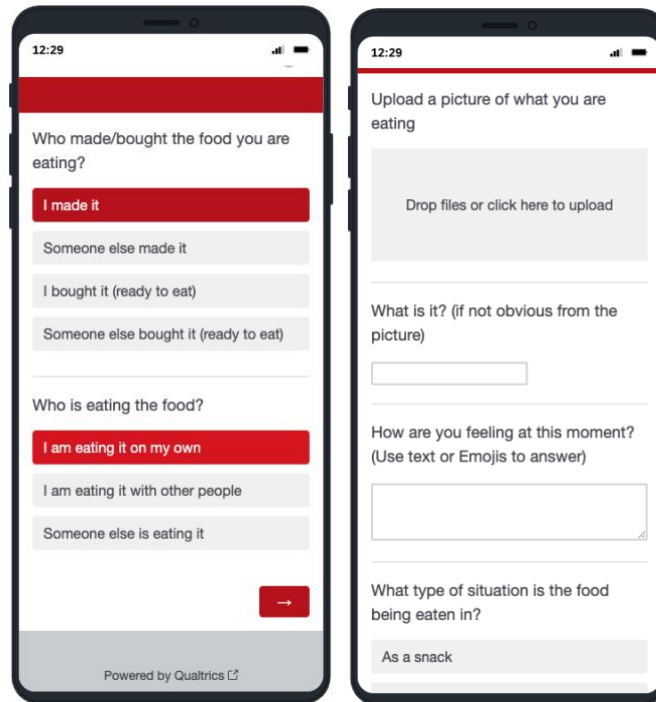 12:29
Who made/bought the food you are
eating?
I made it
Someone else made it
I bought it (ready to eat)
Someone else bought it (ready to eat)
Who is eating the food?
I am eating it on my own
I am eating it with other people
Someone else is eating it
→
Powered by Qualtrics
12:29
Upload a picture of what you are
eating
Drop files or click here to upload
What is it? (if not obvious from the
picture)
How are you feeling at this moment?
(Use text or Emojis to answer)
What type of situation is the food
being eaten in?
As a snack